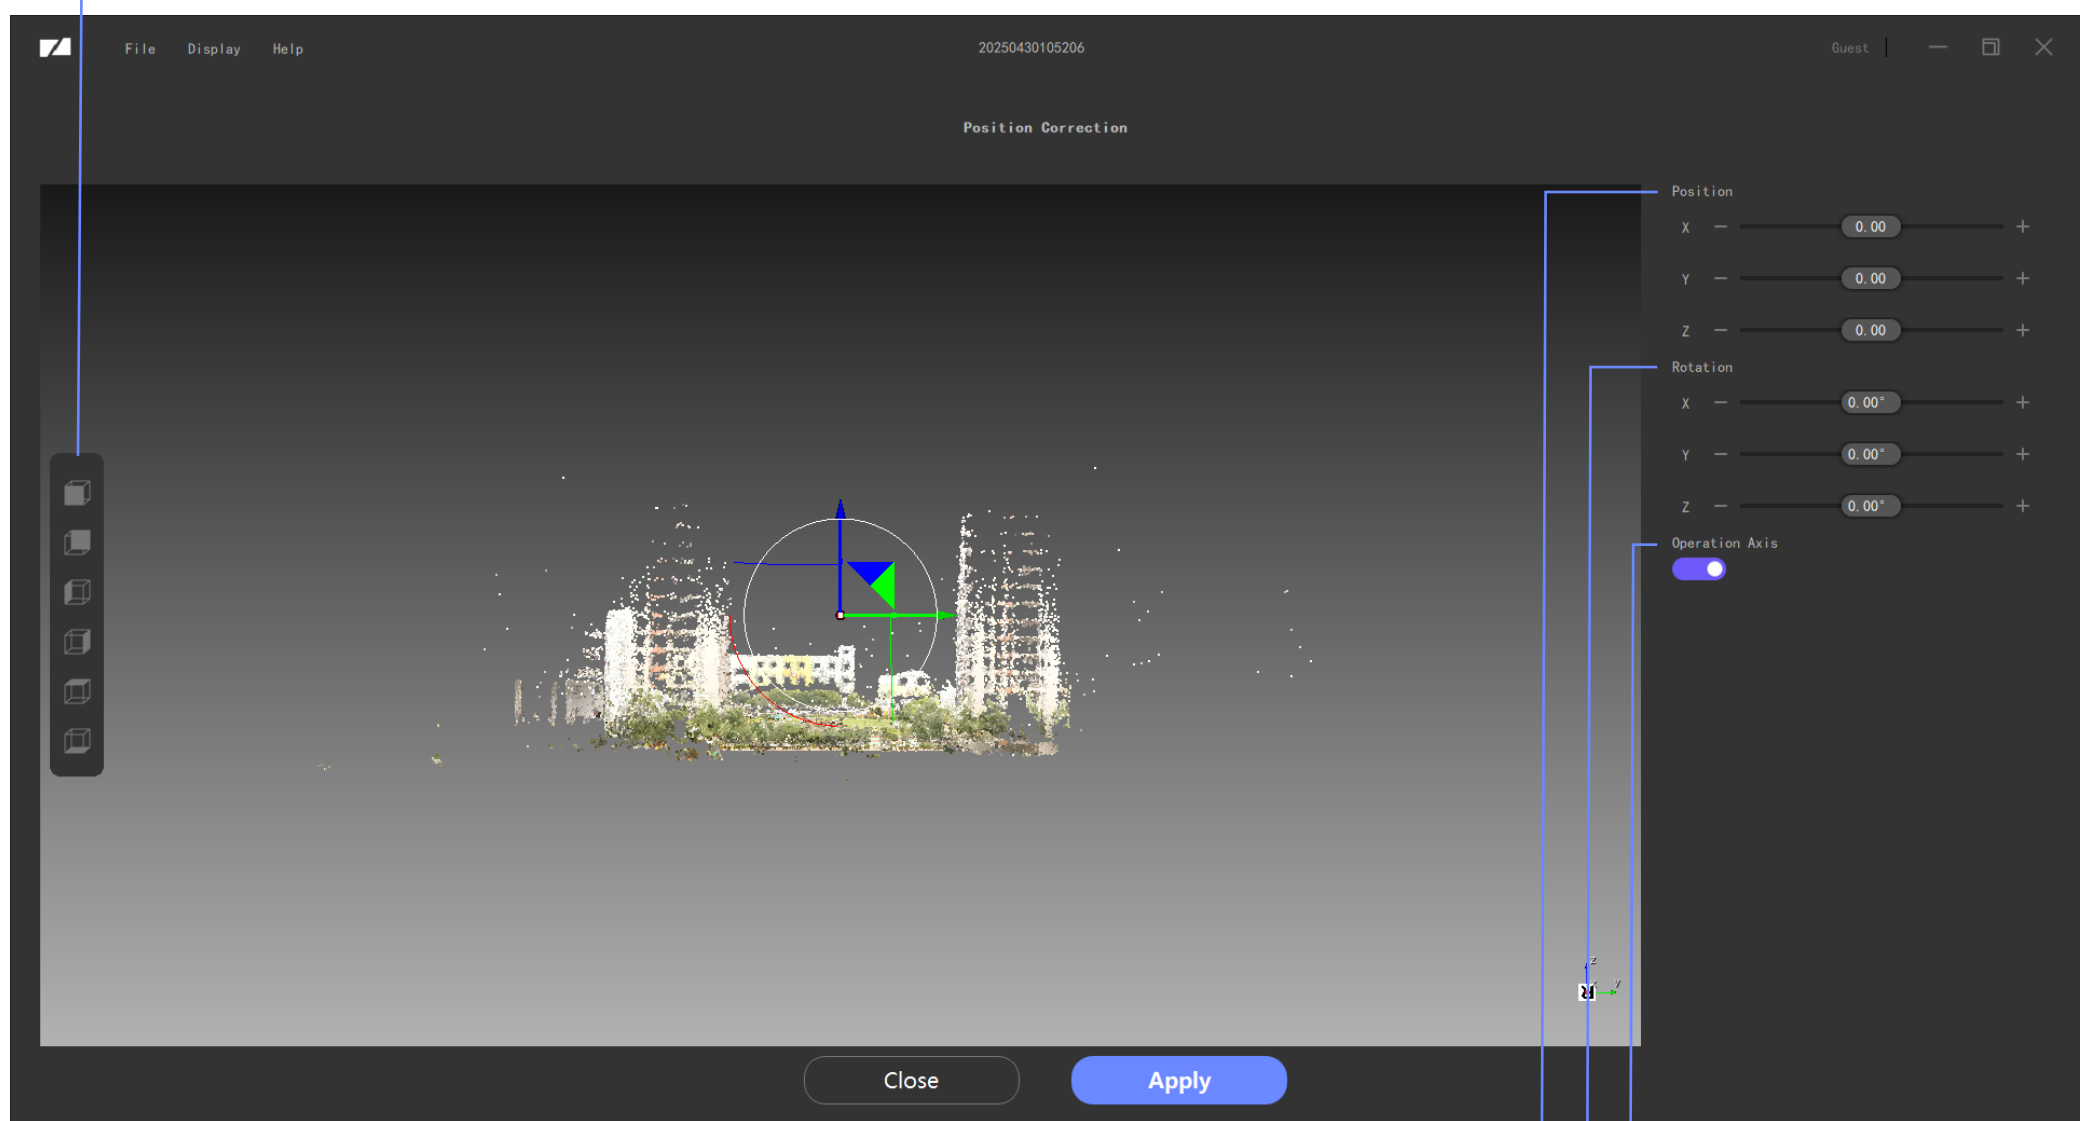 File Display Help 20250430105206 Guest
Position Correction
Position
X 0.00
Y 0.00
Z 0.00
Rotation
X 0.00°
Y 0.00°
Z 0.00°
Operation Axis
Z
Y
Close Apply